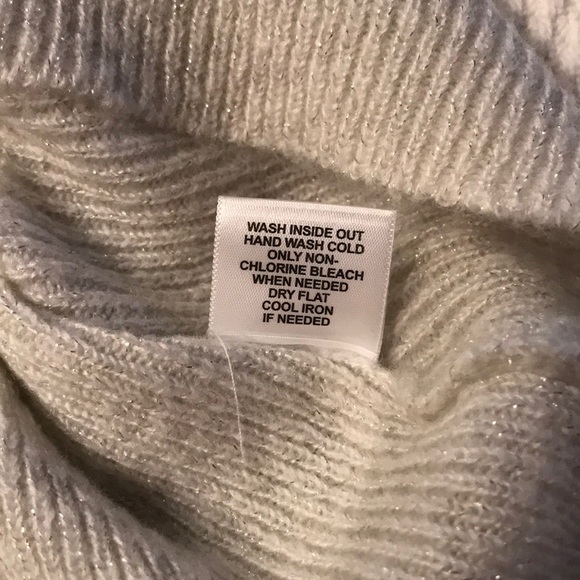 WASH INSIDE OUT
HAND WASH COLD
ONLY NON-
CHLORINE BLEACH
WHEN NEEDED
DRY FLAT
COOL IRON
IF NEEDED